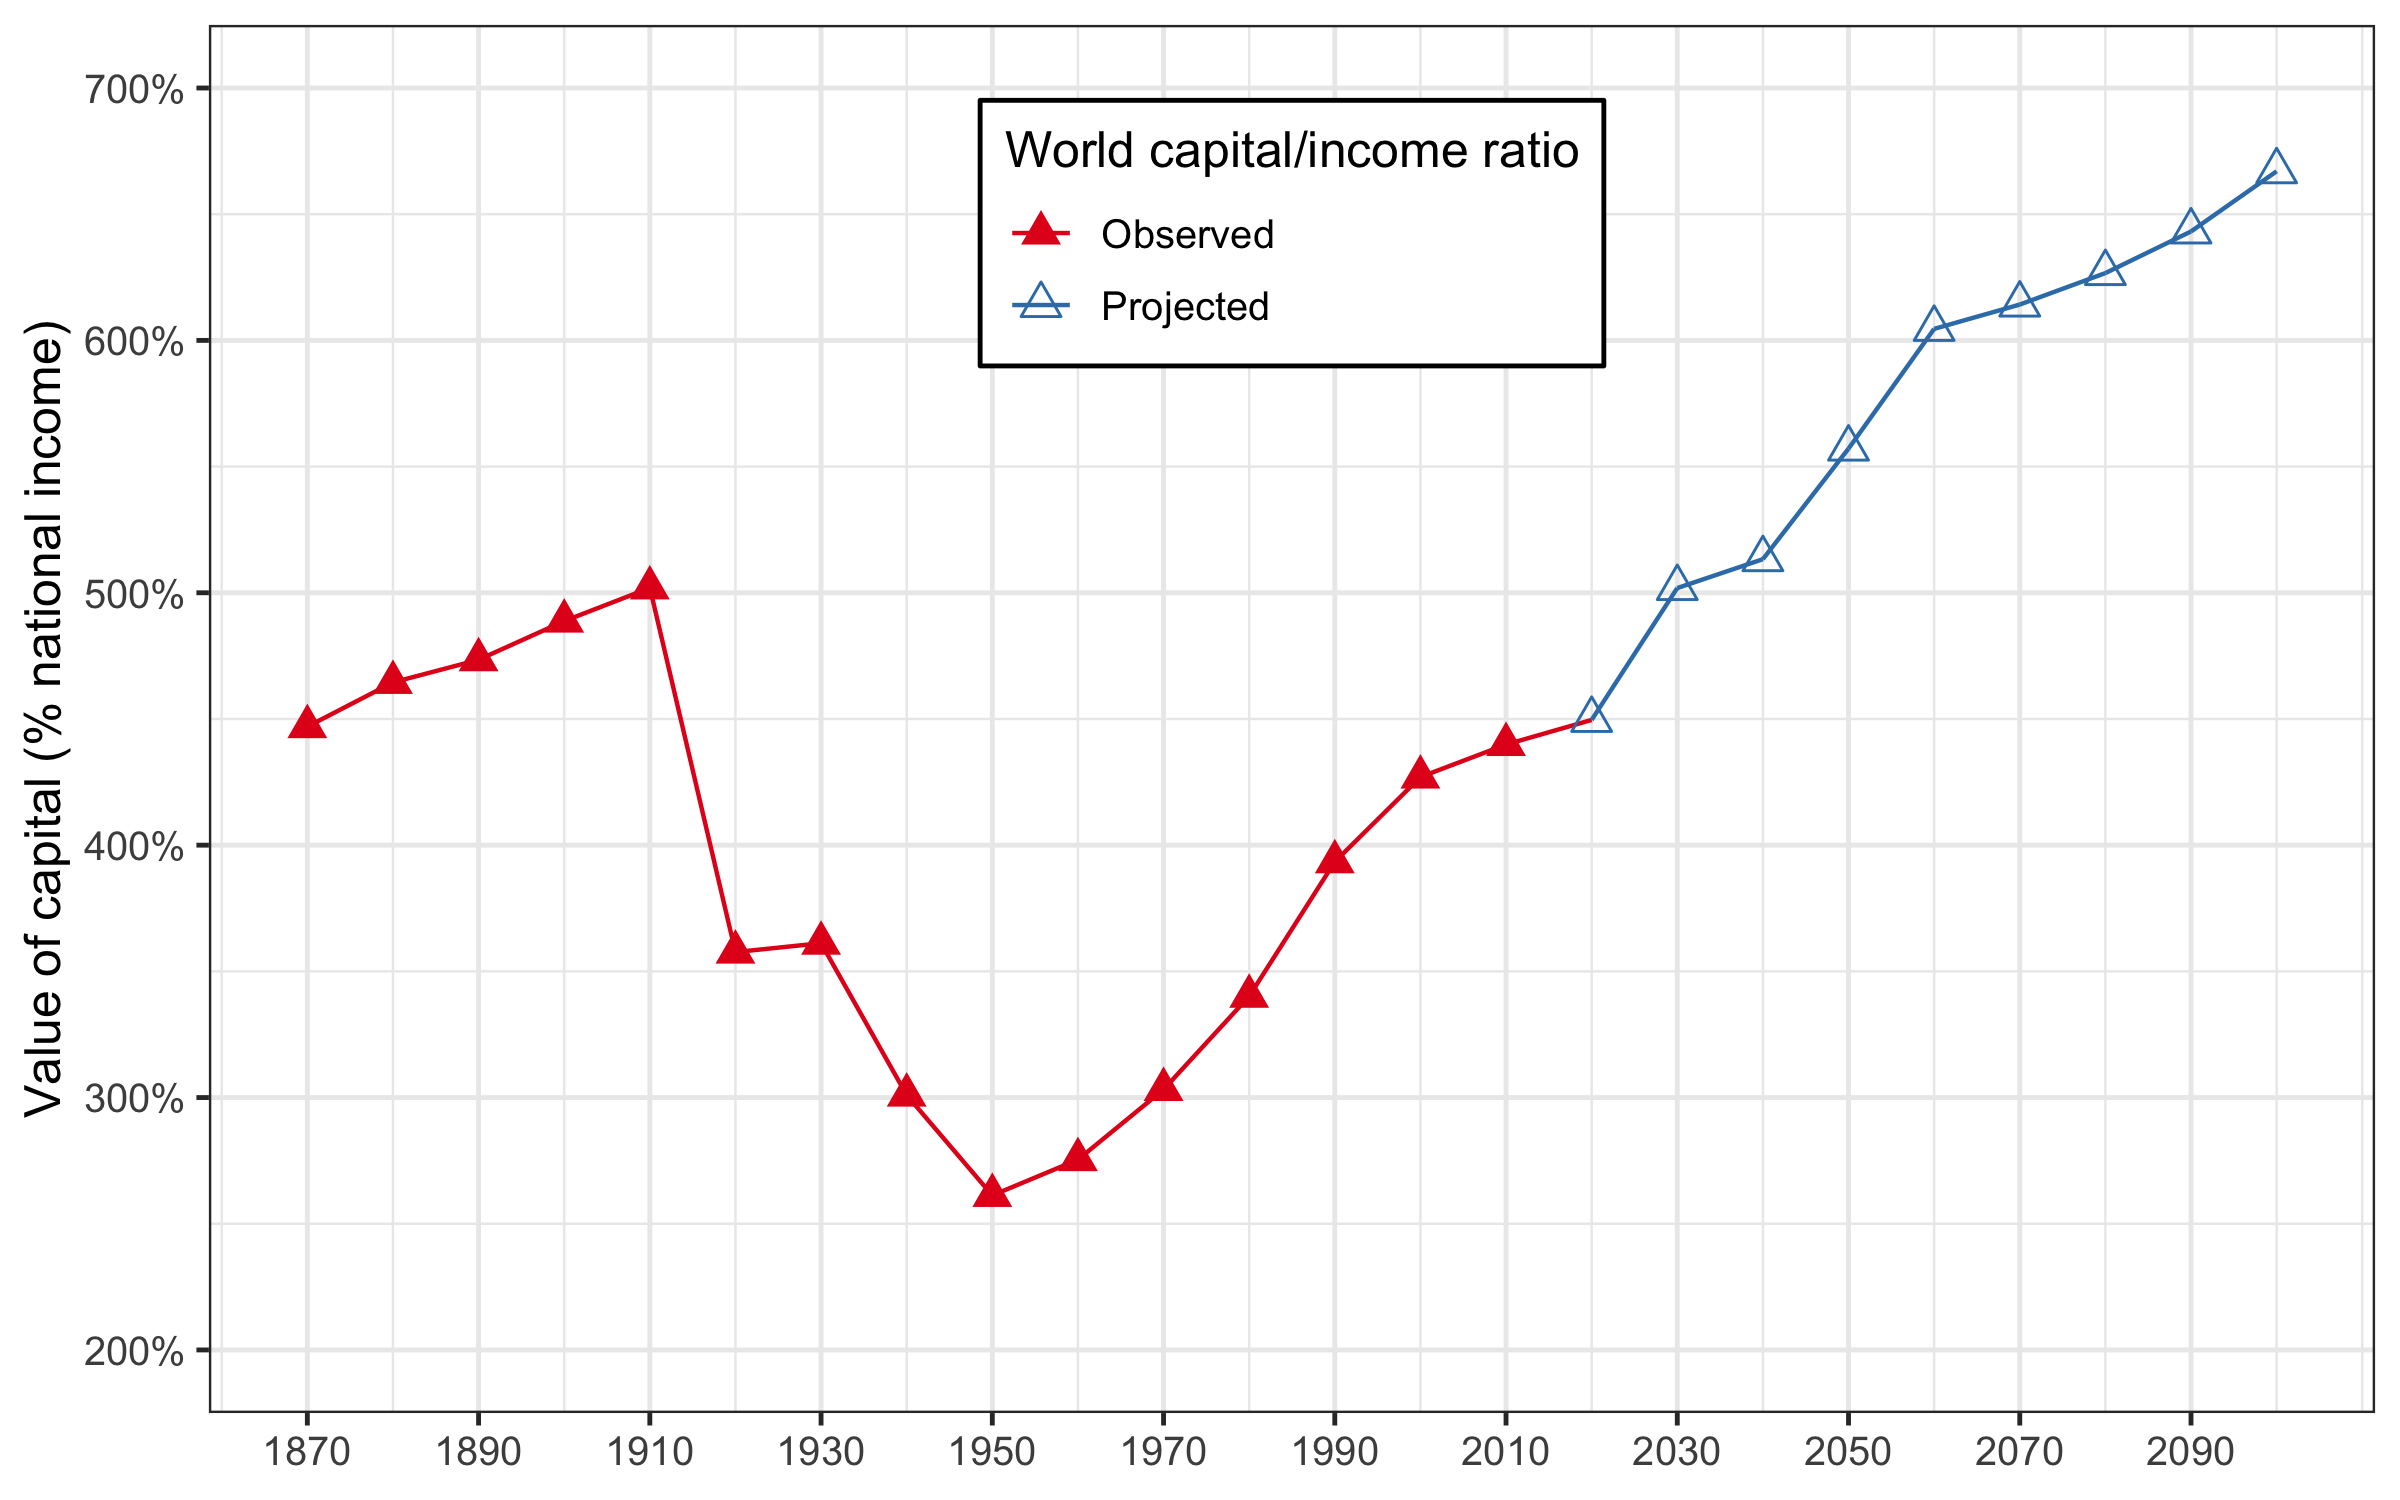 World capital/income ratio
Observed
Projected
Value of capital (% national income)
700%
600%
500%
400%
300%
200%
1870 1890 1910 1930 1950 1970 1990 2010 2030 2050 2070 2090